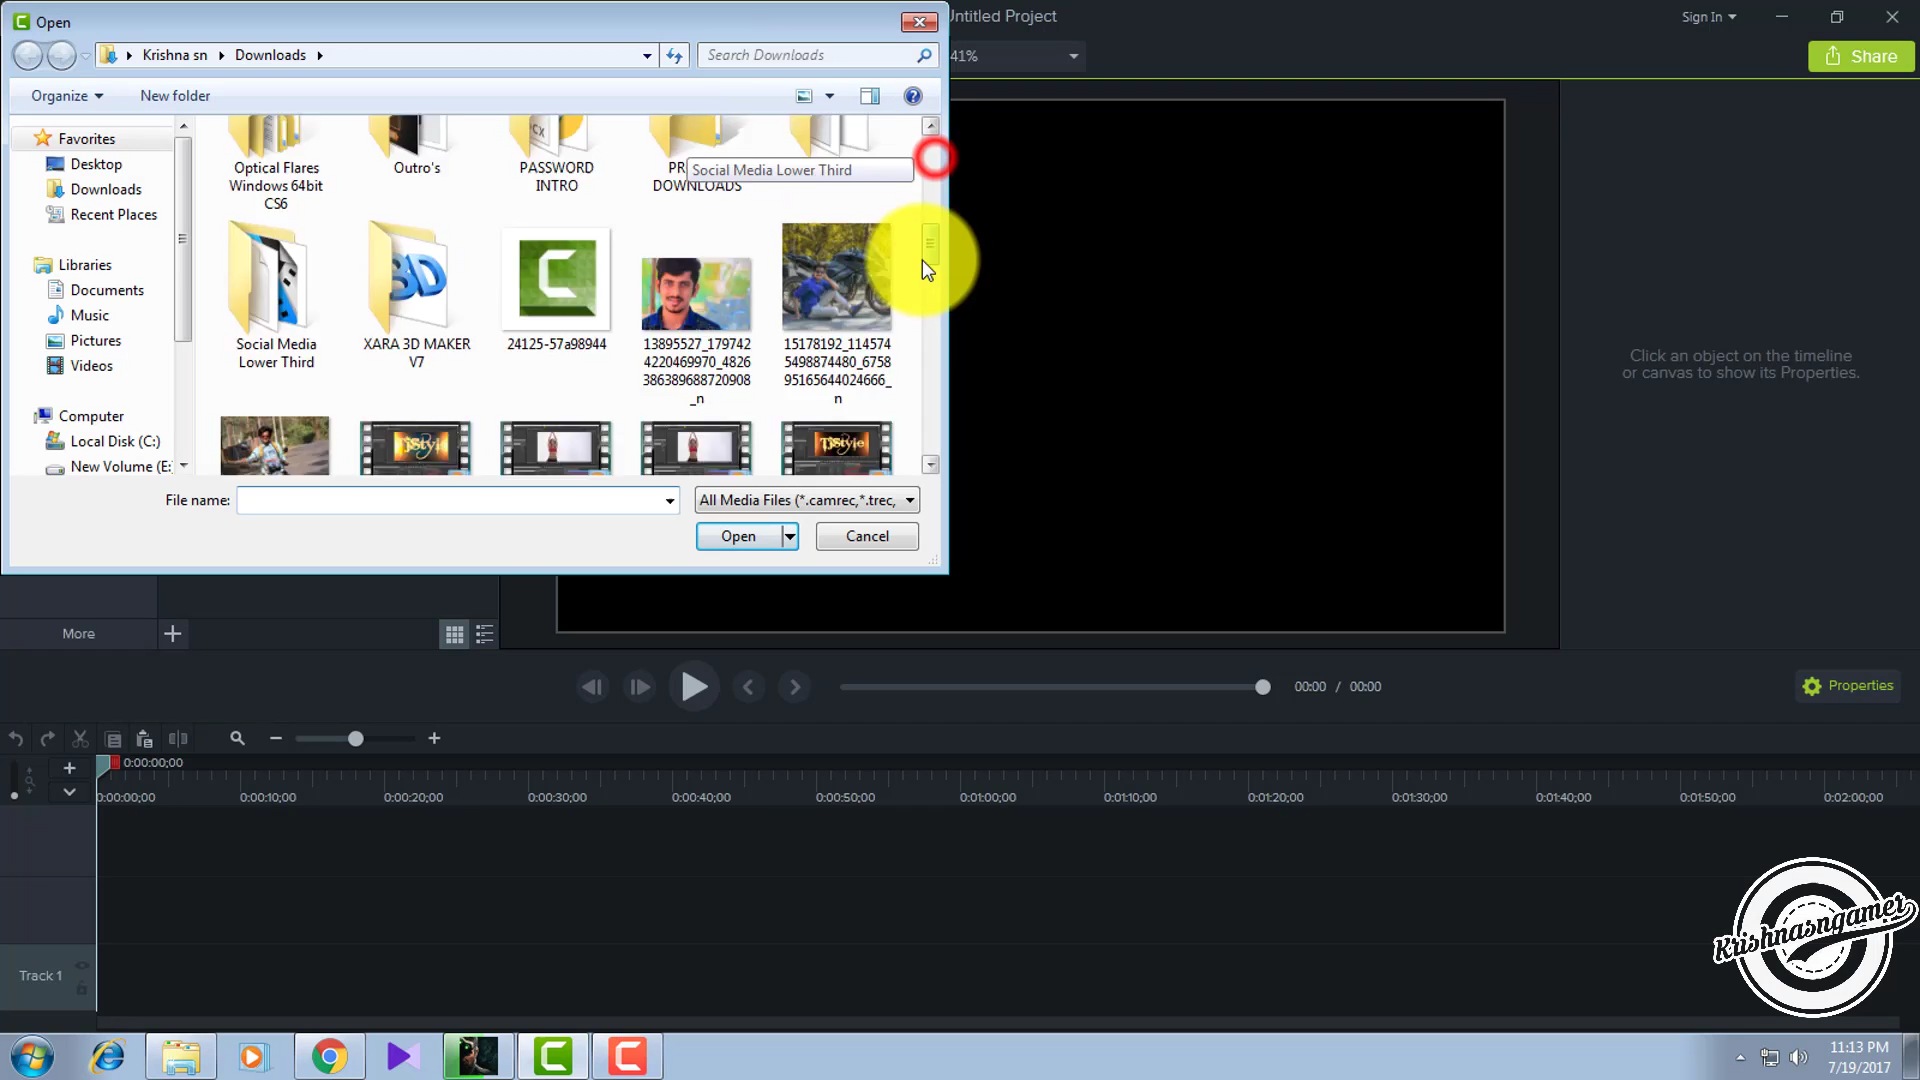 Open
Untitled Project
Sign In
Krishna sn
Downloads
Search Downloads
41%
Share
Organize
New folder
Favorites
Desktop
Downloads
Recent Places
Libraries
Documents
Music
Pictures
Videos
Computer
Local Disk (C:)
New Volume (E:
Optical Flares
Windows 64bit
CS6
Outro's
PASSWORD
INTRO
DOWNLOADS
Social Media Lower Third
Social Media
Lower Third
XARA 3D MAKER
V7
24125-57a98944
13895527_179742
4220469970_4826
386389688720908
_n
15178192_114574
5498874480_6758
95165644024666_
n
File name:
All Media Files (*.camrec,*.trec,
Open
Cancel
Click an object on the timeline
or canvas to show its Properties.
More
00:00 / 00:00
Properties
0:00:00;00
0:00:00;00
0:00:10;00
0:00:20;00
0:00:30;00
0:00:40;00
0:00:50;00
0:01:00;00
0:01:10;00
0:01:20;00
0:01:30;00
0:01:40;00
0:01:50;00
0:02:00;00
Track 1
Krishnasngamer
11:13 PM
7/19/2017